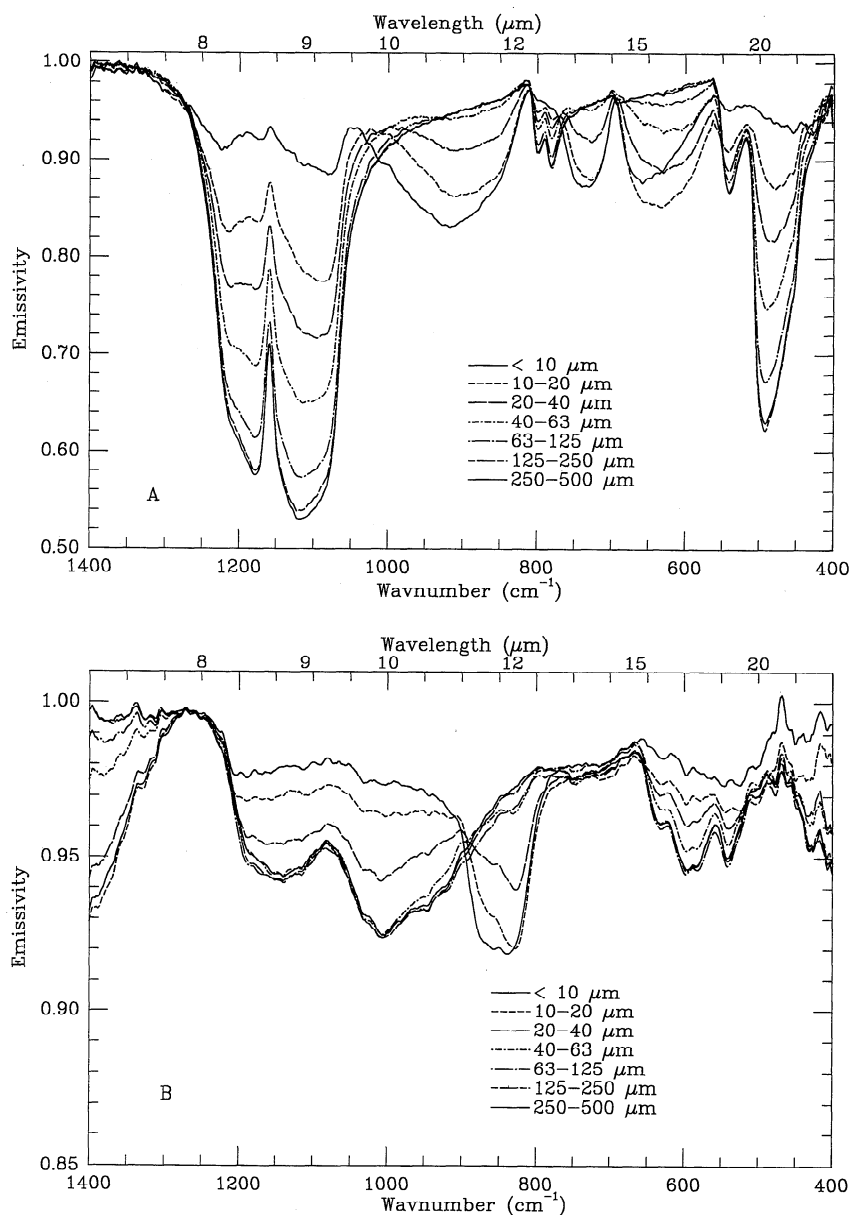 Wavelength (μm)
8 9 10 12 15 20
1.00
0.90
0.80
0.70
0.60
0.50
Emissivity
< 10 μm
10–20 μm
20–40 μm
40–63 μm
63–125 μm
125–250 μm
250–500 μm
A
1400 1200 1000 800 600 400
Wavnumber (cm⁻¹)
Wavelength (μm)
8 9 10 12 15 20
1.00
0.95
0.90
0.85
Emissivity
< 10 μm
10–20 μm
20–40 μm
40–63 μm
63–125 μm
125–250 μm
250–500 μm
B
1400 1200 1000 800 600 400
Wavnumber (cm⁻¹)